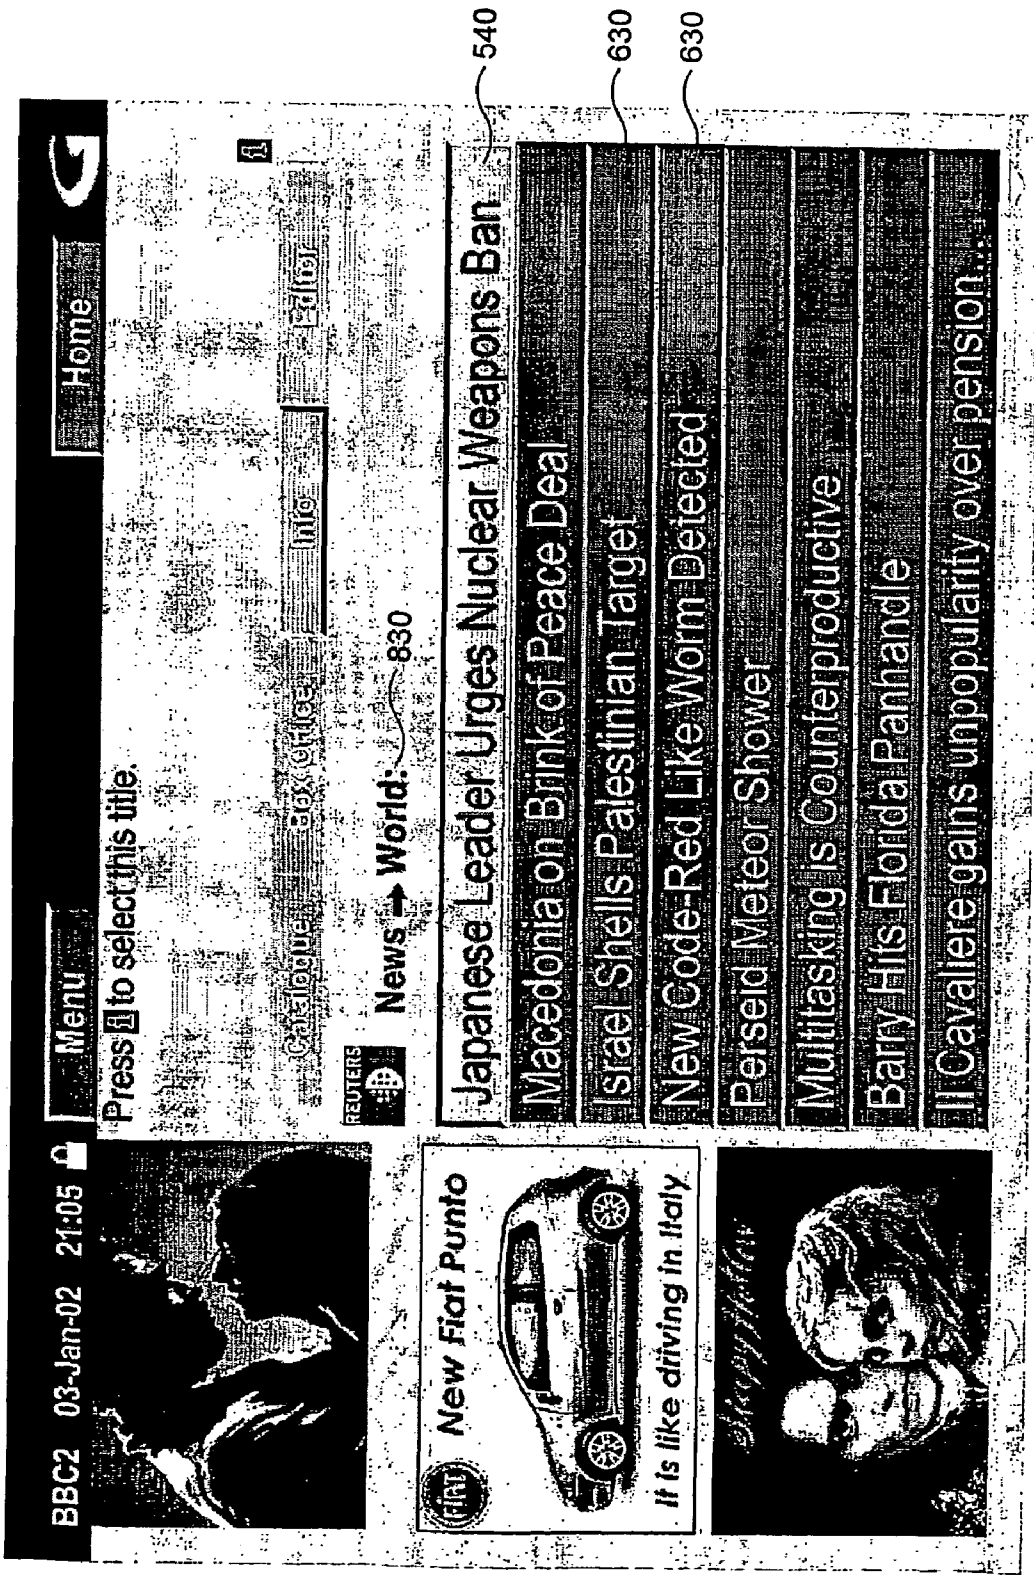 BBC2 03-Jan-02 21:05 Menu Home
Press i to select this title.
i
Catalogue Box Office Info Editor
REUTERS
News → World: 830
Japanese Leader Urges Nuclear Weapons Ban 540
Macedonia on Brink of Peace Deal
Israel Shells Palestinian Target 630
New Code-Red Like Worm Detected 630
Perseid Meteor Shower
Multitasking Is Counterproductive
Barry Hits Florida Panhandle
Il Cavaliere gains unpopularity over pension...
FIAT New Fiat Punto
It is like driving in Italy